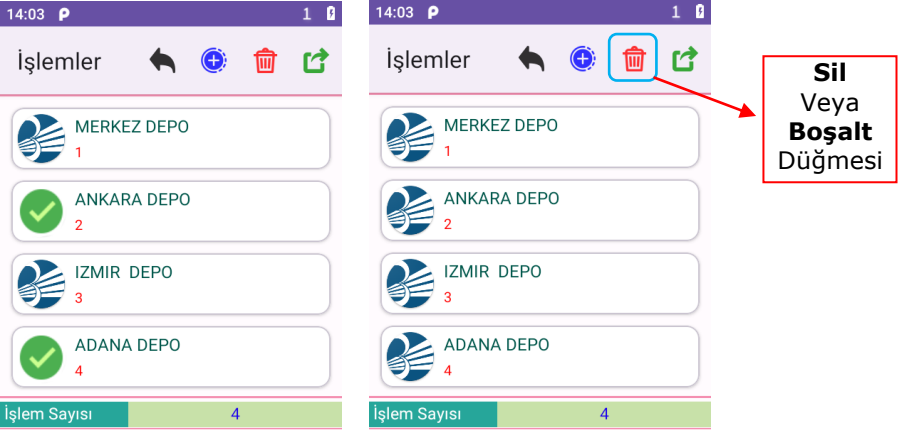 14:03 1
İşlemler
MERKEZ DEPO
1
ANKARA DEPO
2
IZMIR DEPO
3
ADANA DEPO
4
İşlem Sayısı 4
14:03 1
İşlemler
MERKEZ DEPO
1
ANKARA DEPO
2
IZMIR DEPO
3
ADANA DEPO
4
İşlem Sayısı 4
Sil
Veya
Boşalt
Düğmesi